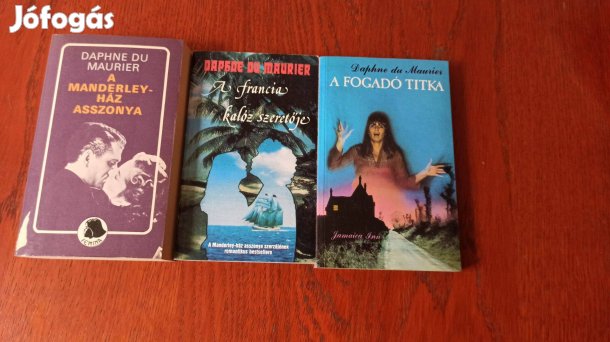 Jófogás
DAPHNE DU
MAURIER
A
MANDERLEY-
HÁZ
ASSZONYA
DAPHNE DU MAURIER
A francia
kalóz szeretője
A Manderley-ház asszonya szerzőjének
romantikus bestsellere
Daphne du Maurier
A FOGADÓ TITKA
Jamaica Inn